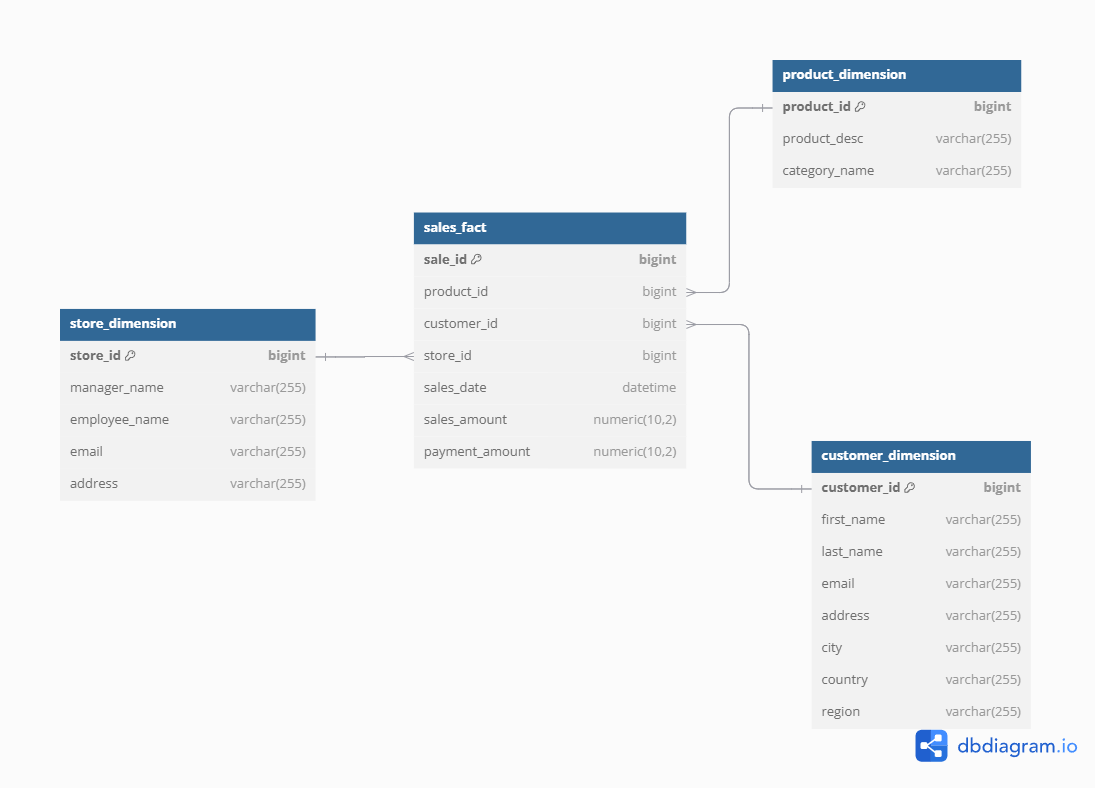 product_dimension
product_id bigint
product_desc varchar(255)
category_name varchar(255)
sales_fact
sale_id bigint
product_id bigint
customer_id bigint
store_id bigint
sales_date datetime
sales_amount numeric(10,2)
payment_amount numeric(10,2)
store_dimension
store_id bigint
manager_name varchar(255)
employee_name varchar(255)
email varchar(255)
address varchar(255)
customer_dimension
customer_id bigint
first_name varchar(255)
last_name varchar(255)
email varchar(255)
address varchar(255)
city varchar(255)
country varchar(255)
region varchar(255)
dbdiagram.io